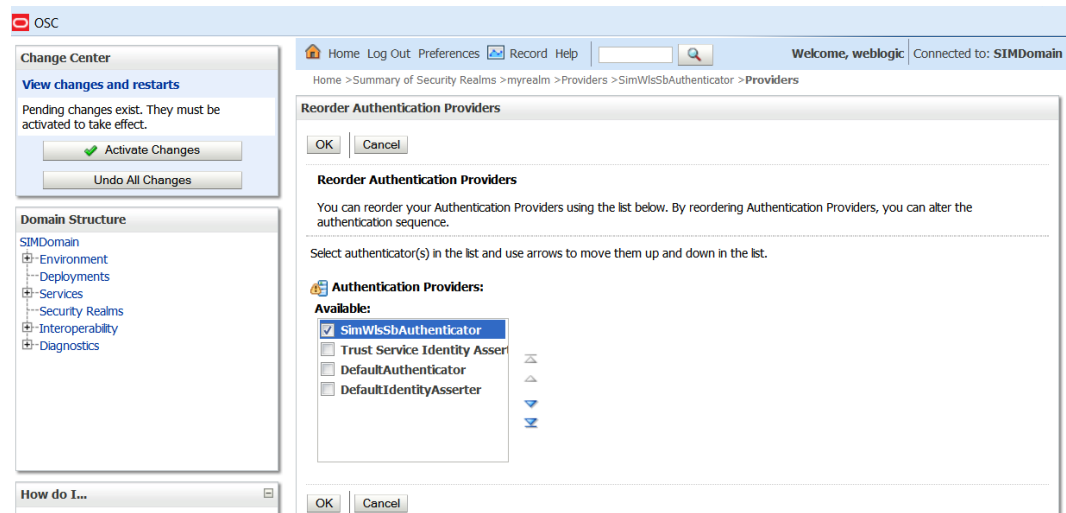 OSC
Change Center
View changes and restarts
Pending changes exist. They must be
activated to take effect.
Activate Changes
Undo All Changes
Domain Structure
SIMDomain
Environment
Deployments
Services
Security Realms
Interoperability
Diagnostics
How do I...
Home Log Out Preferences Record Help
Welcome, weblogic Connected to: SIMDomain
Home >Summary of Security Realms >myrealm >Providers >SimWlsSbAuthenticator >Providers
Reorder Authentication Providers
OK Cancel
Reorder Authentication Providers
You can reorder your Authentication Providers using the list below. By reordering Authentication Providers, you can alter the
authentication sequence.
Select authenticator(s) in the list and use arrows to move them up and down in the list.
Authentication Providers:
Available:
SimWlsSbAuthenticator
Trust Service Identity Assert
DefaultAuthenticator
DefaultIdentityAsserter
OK Cancel